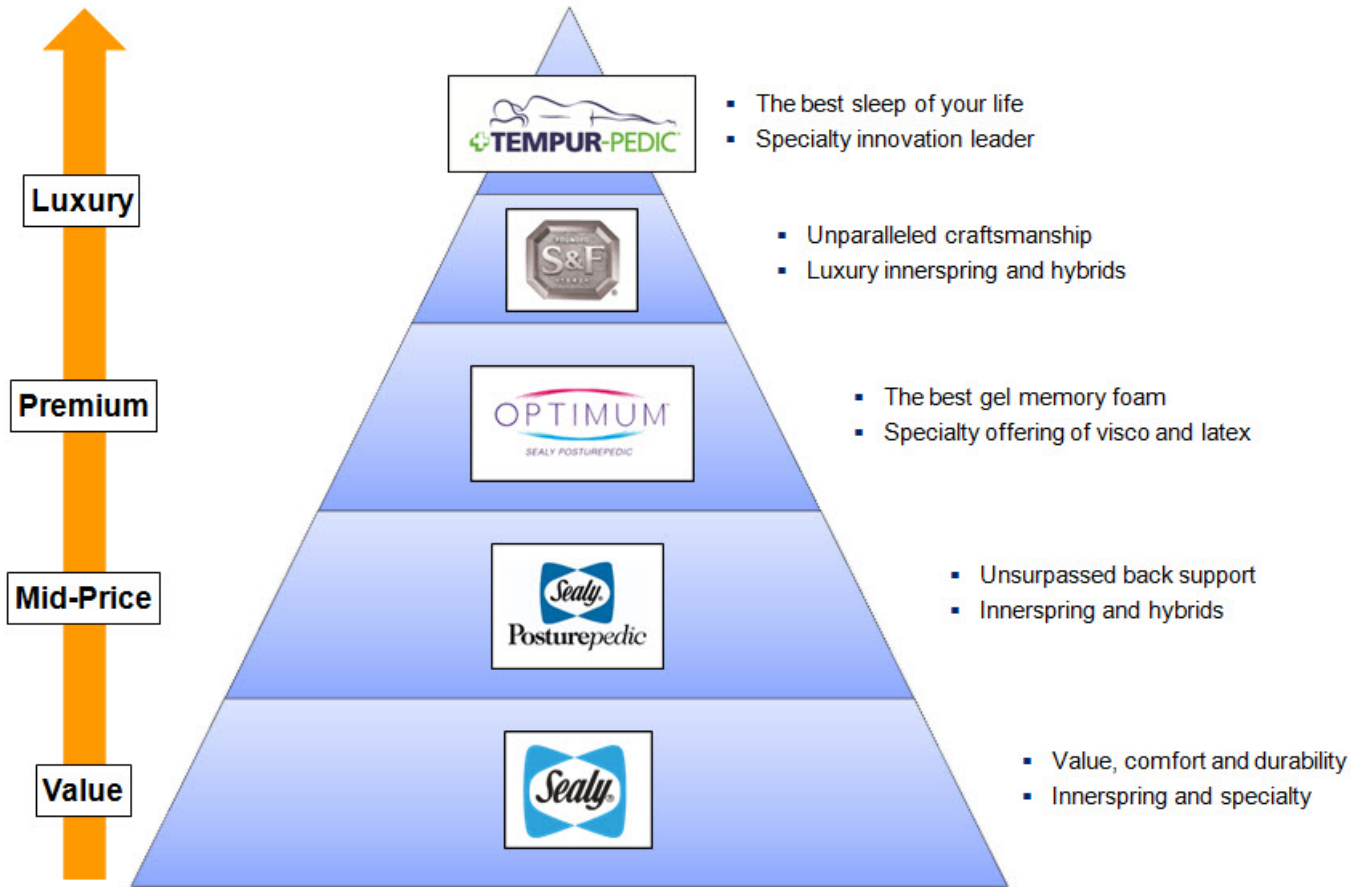 TEMPUR-PEDIC
▪ The best sleep of your life
▪ Specialty innovation leader
Luxury
S&F
▪ Unparalleled craftsmanship
▪ Luxury innerspring and hybrids
Premium
OPTIMUM
SEALY POSTUREPEDIC
▪ The best gel memory foam
▪ Specialty offering of visco and latex
Mid-Price
Sealy®
Posturepedic
▪ Unsurpassed back support
▪ Innerspring and hybrids
Value
Sealy®
▪ Value, comfort and durability
▪ Innerspring and specialty